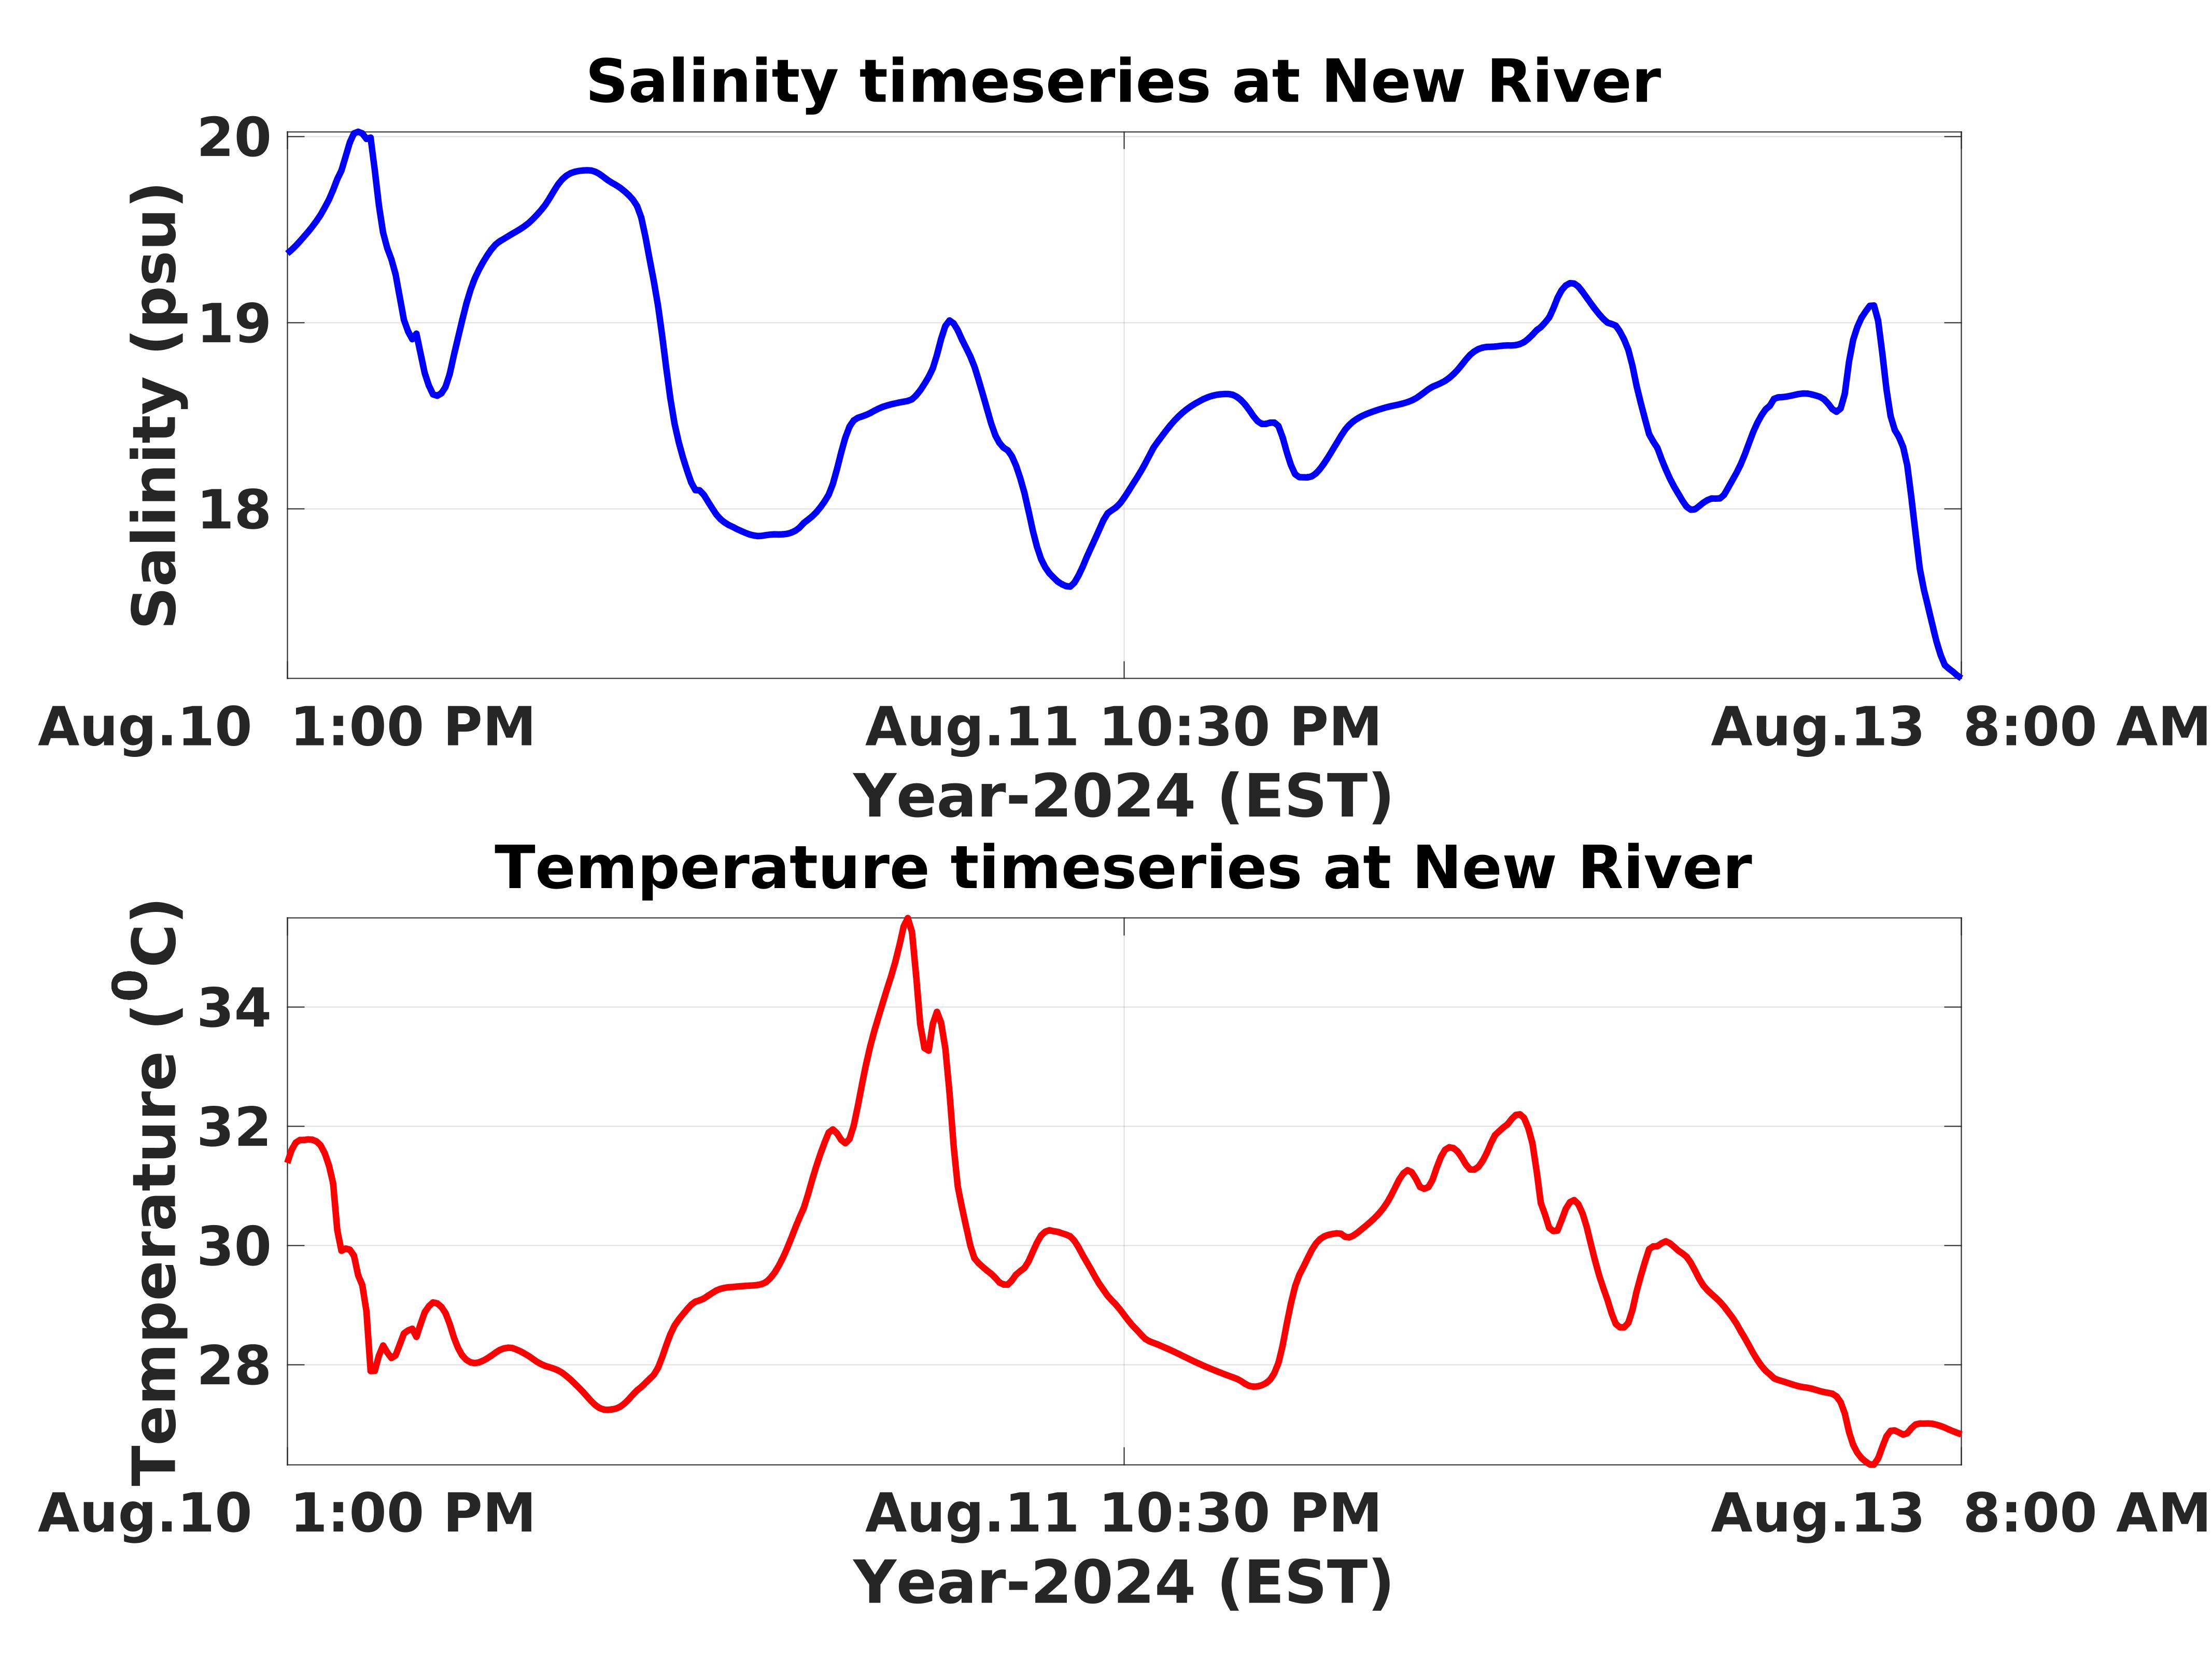 Salinity timeseries at New River
Salinity (psu)
20
19
18
Aug.10  1:00 PM
Aug.11 10:30 PM
Aug.13  8:00 AM
Year-2024 (EST)
Temperature timeseries at New River
Temperature (⁰C)
34
32
30
28
Aug.10  1:00 PM
Aug.11 10:30 PM
Aug.13  8:00 AM
Year-2024 (EST)